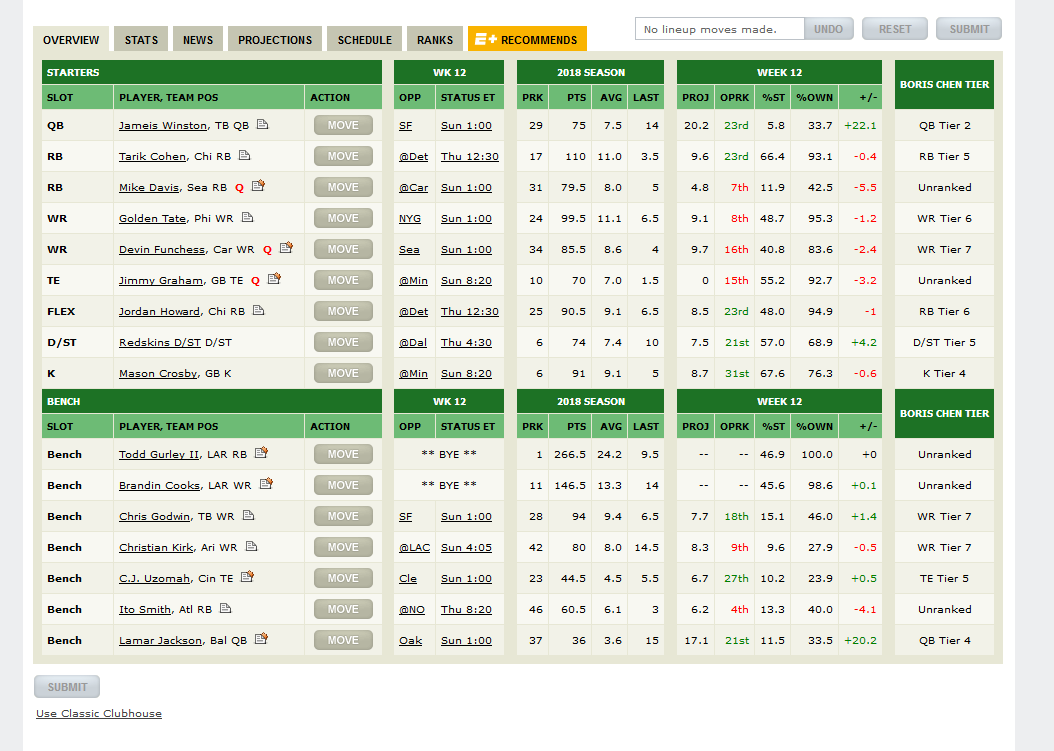 No lineup moves made. UNDO RESET SUBMIT
OVERVIEW STATS NEWS PROJECTIONS SCHEDULE RANKS E+ RECOMMENDS
STARTERS WK 12 2018 SEASON WEEK 12 BORIS CHEN TIER
SLOT PLAYER, TEAM POS ACTION OPP STATUS ET PRK PTS AVG LAST PROJ OPRK %ST %OWN +/-
QB Jameis Winston, TB QB MOVE SF Sun 1:00 29 75 7.5 14 20.2 23rd 5.8 33.7 +22.1 QB Tier 2
RB Tarik Cohen, Chi RB MOVE @Det Thu 12:30 17 110 11.0 3.5 9.6 23rd 66.4 93.1 -0.4 RB Tier 5
RB Mike Davis, Sea RB Q MOVE @Car Sun 1:00 31 79.5 8.0 5 4.8 7th 11.9 42.5 -5.5 Unranked
WR Golden Tate, Phi WR MOVE NYG Sun 1:00 24 99.5 11.1 6.5 9.1 8th 48.7 95.3 -1.2 WR Tier 6
WR Devin Funchess, Car WR Q MOVE Sea Sun 1:00 34 85.5 8.6 4 9.7 16th 40.8 83.6 -2.4 WR Tier 7
TE Jimmy Graham, GB TE Q MOVE @Min Sun 8:20 10 70 7.0 1.5 0 15th 55.2 92.7 -3.2 Unranked
FLEX Jordan Howard, Chi RB MOVE @Det Thu 12:30 25 90.5 9.1 6.5 8.5 23rd 48.0 94.9 -1 RB Tier 6
D/ST Redskins D/ST D/ST MOVE @Dal Thu 4:30 6 74 7.4 10 7.5 21st 57.0 68.9 +4.2 D/ST Tier 5
K Mason Crosby, GB K MOVE @Min Sun 8:20 6 91 9.1 5 8.7 31st 67.6 76.3 -0.6 K Tier 4
BENCH WK 12 2018 SEASON WEEK 12 BORIS CHEN TIER
SLOT PLAYER, TEAM POS ACTION OPP STATUS ET PRK PTS AVG LAST PROJ OPRK %ST %OWN +/-
Bench Todd Gurley II, LAR RB MOVE ** BYE ** 1 266.5 24.2 9.5 -- -- 46.9 100.0 +0 Unranked
Bench Brandin Cooks, LAR WR MOVE ** BYE ** 11 146.5 13.3 14 -- -- 45.6 98.6 +0.1 Unranked
Bench Chris Godwin, TB WR MOVE SF Sun 1:00 28 94 9.4 6.5 7.7 18th 15.1 46.0 +1.4 WR Tier 7
Bench Christian Kirk, Ari WR MOVE @LAC Sun 4:05 42 80 8.0 14.5 8.3 9th 9.6 27.9 -0.5 WR Tier 7
Bench C.J. Uzomah, Cin TE MOVE Cle Sun 1:00 23 44.5 4.5 5.5 6.7 27th 10.2 23.9 +0.5 TE Tier 5
Bench Ito Smith, Atl RB MOVE @NO Thu 8:20 46 60.5 6.1 3 6.2 4th 13.3 40.0 -4.1 Unranked
Bench Lamar Jackson, Bal QB MOVE Oak Sun 1:00 37 36 3.6 15 17.1 21st 11.5 33.5 +20.2 QB Tier 4
SUBMIT
Use Classic Clubhouse